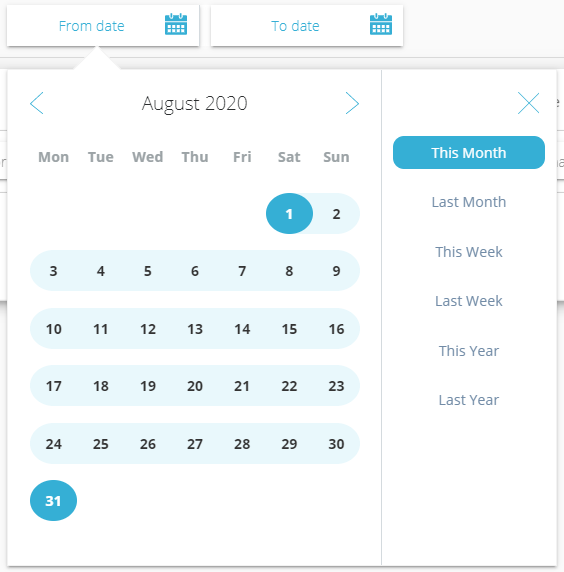 From date To date
August 2020
Mon Tue Wed Thu Fri Sat Sun
1 2
3 4 5 6 7 8 9
10 11 12 13 14 15 16
17 18 19 20 21 22 23
24 25 26 27 28 29 30
31
This Month
Last Month
This Week
Last Week
This Year
Last Year